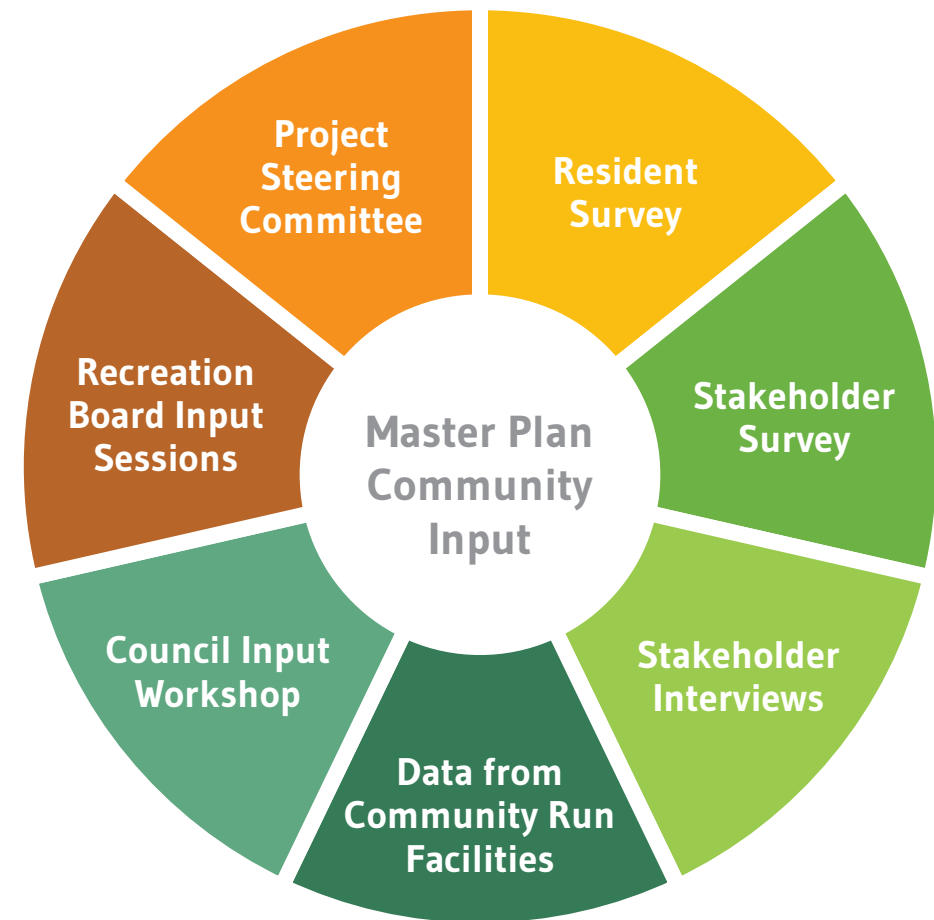 Project
Steering
Committee
Resident
Survey
Stakeholder
Survey
Stakeholder
Interviews
Data from
Community Run
Facilities
Council Input
Workshop
Recreation
Board Input
Sessions
Master Plan
Community
Input